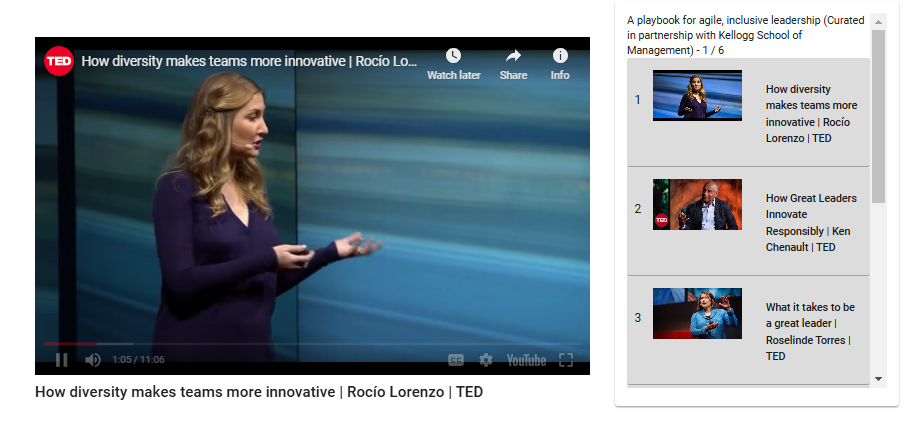 TED
How diversity makes teams more innovative | Rocío Lo...
Watch later
Share
Info
1:05 / 11:06
CC
YouTube
How diversity makes teams more innovative | Rocío Lorenzo | TED
A playbook for agile, inclusive leadership (Curated
in partnership with Kellogg School of
Management) - 1 / 6
1
How diversity
makes teams more
innovative | Rocío
Lorenzo | TED
2
TED
How Great Leaders
Innovate
Responsibly | Ken
Chenault | TED
3
What it takes to be
a great leader |
Roselinde Torres |
TED